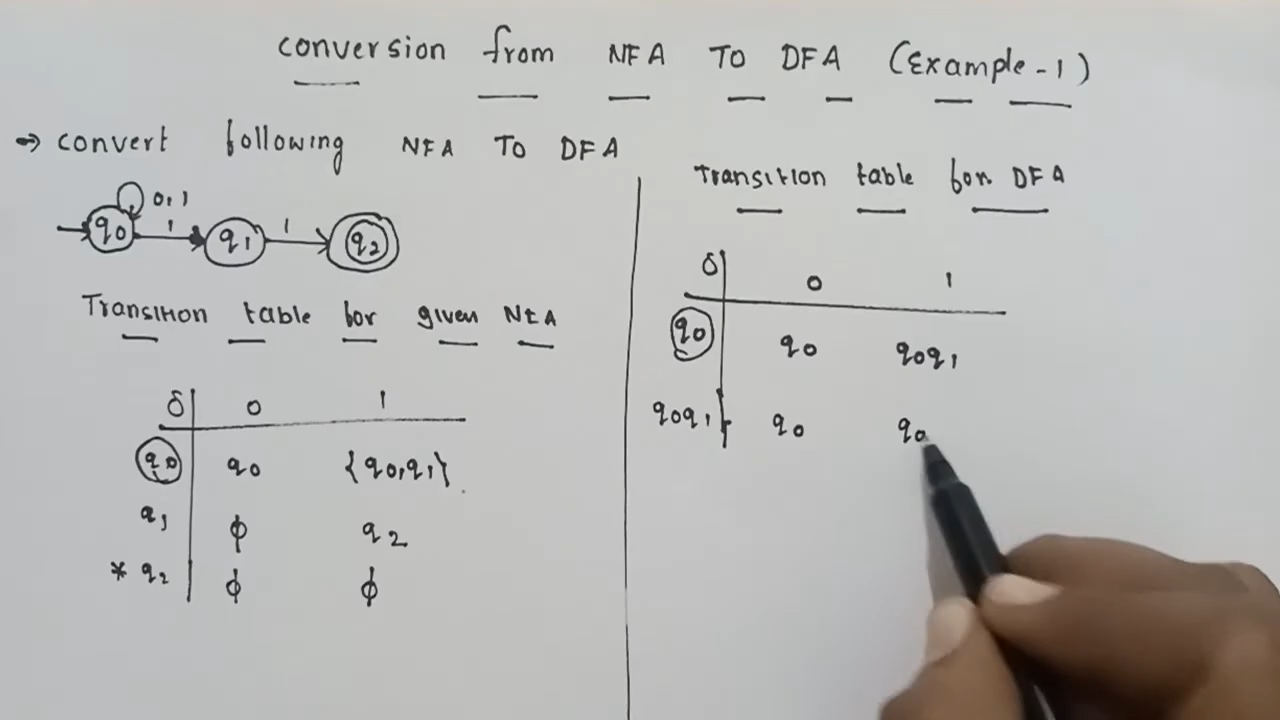 conversion from NFA TO DFA (Example-1)
→ convert following NFA TO DFA
0,1
q0 1 q1 1 q2
Transition table for given NFA
δ 0 1
q0 q0 {q0,q1}
q1 ϕ q2
* q2 ϕ ϕ
Transition table for DFA
δ 0 1
q0 q0 q0q1
q0q1 q0 q0